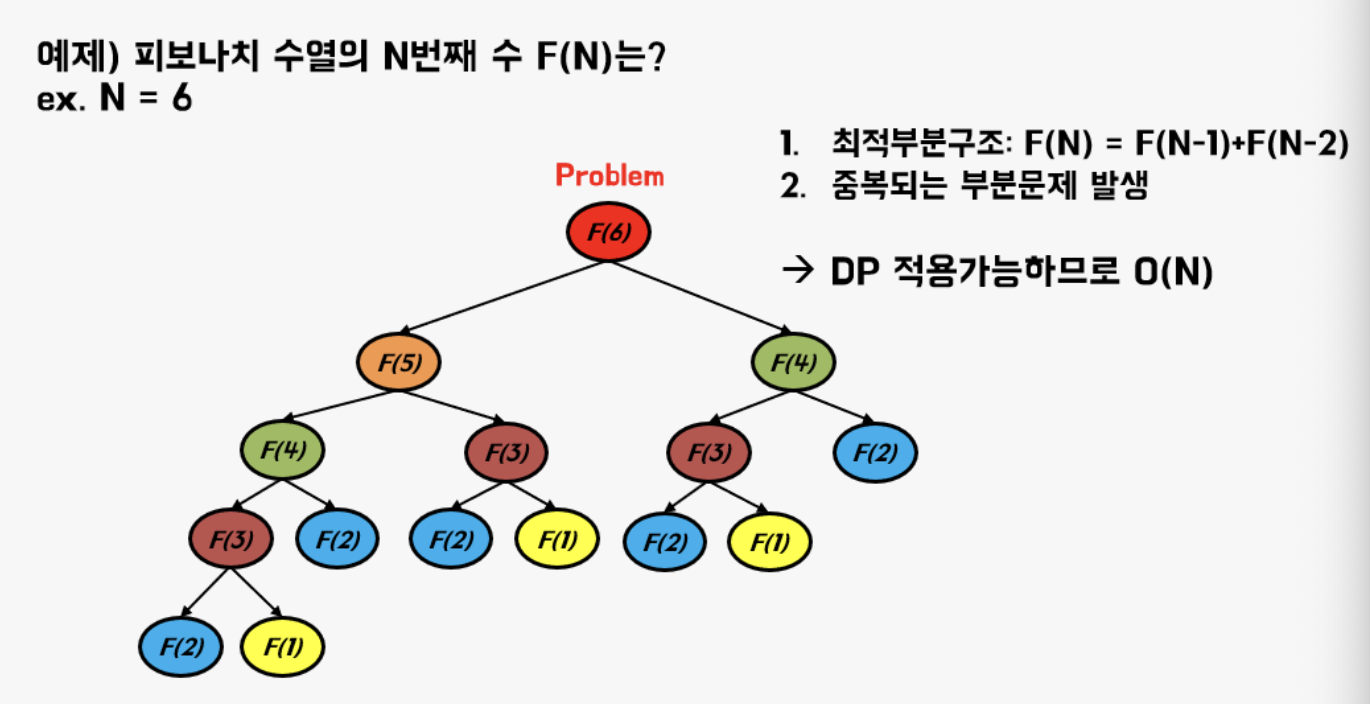 예제) 피보나치 수열의 N번째 수 F(N)는?
ex. N = 6
1. 최적부분구조: F(N) = F(N-1)+F(N-2)
2. 중복되는 부분문제 발생
→ DP 적용가능하므로 O(N)
Problem
F(6)
F(5) F(4)
F(4) F(3) F(3) F(2)
F(3) F(2) F(2) F(1) F(2) F(1)
F(2) F(1)